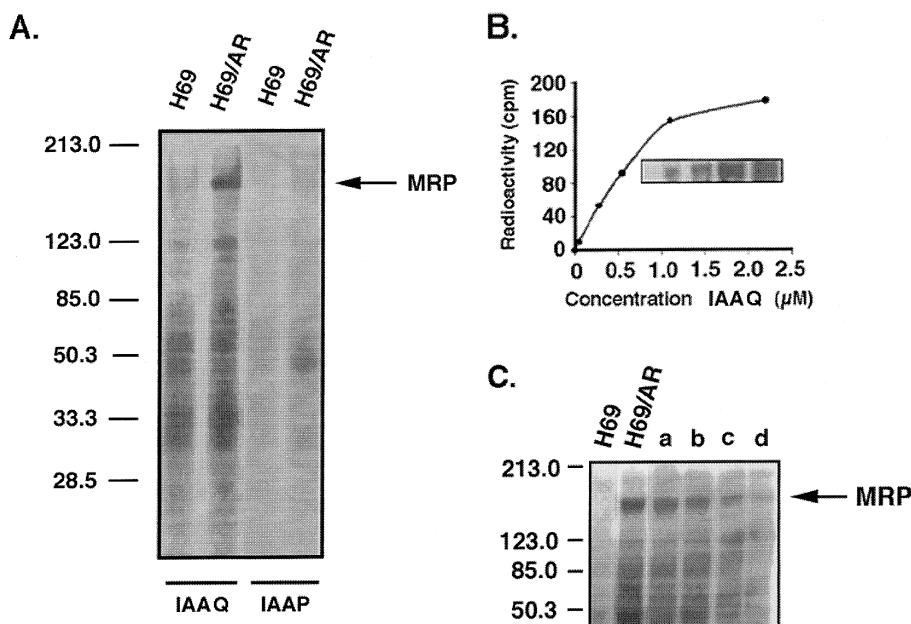 A.
H69
H69/AR
H69
H69/AR
213.0
123.0
85.0
50.3
33.3
28.5
MRP
IAAQ
IAAP
B.
Radioactivity (cpm)
200
160
120
80
40
0
0 0.5 1.0 1.5 2.0 2.5
Concentration IAAQ (µM)
C.
H69
H69/AR
a b c d
213.0
123.0
85.0
50.3
MRP